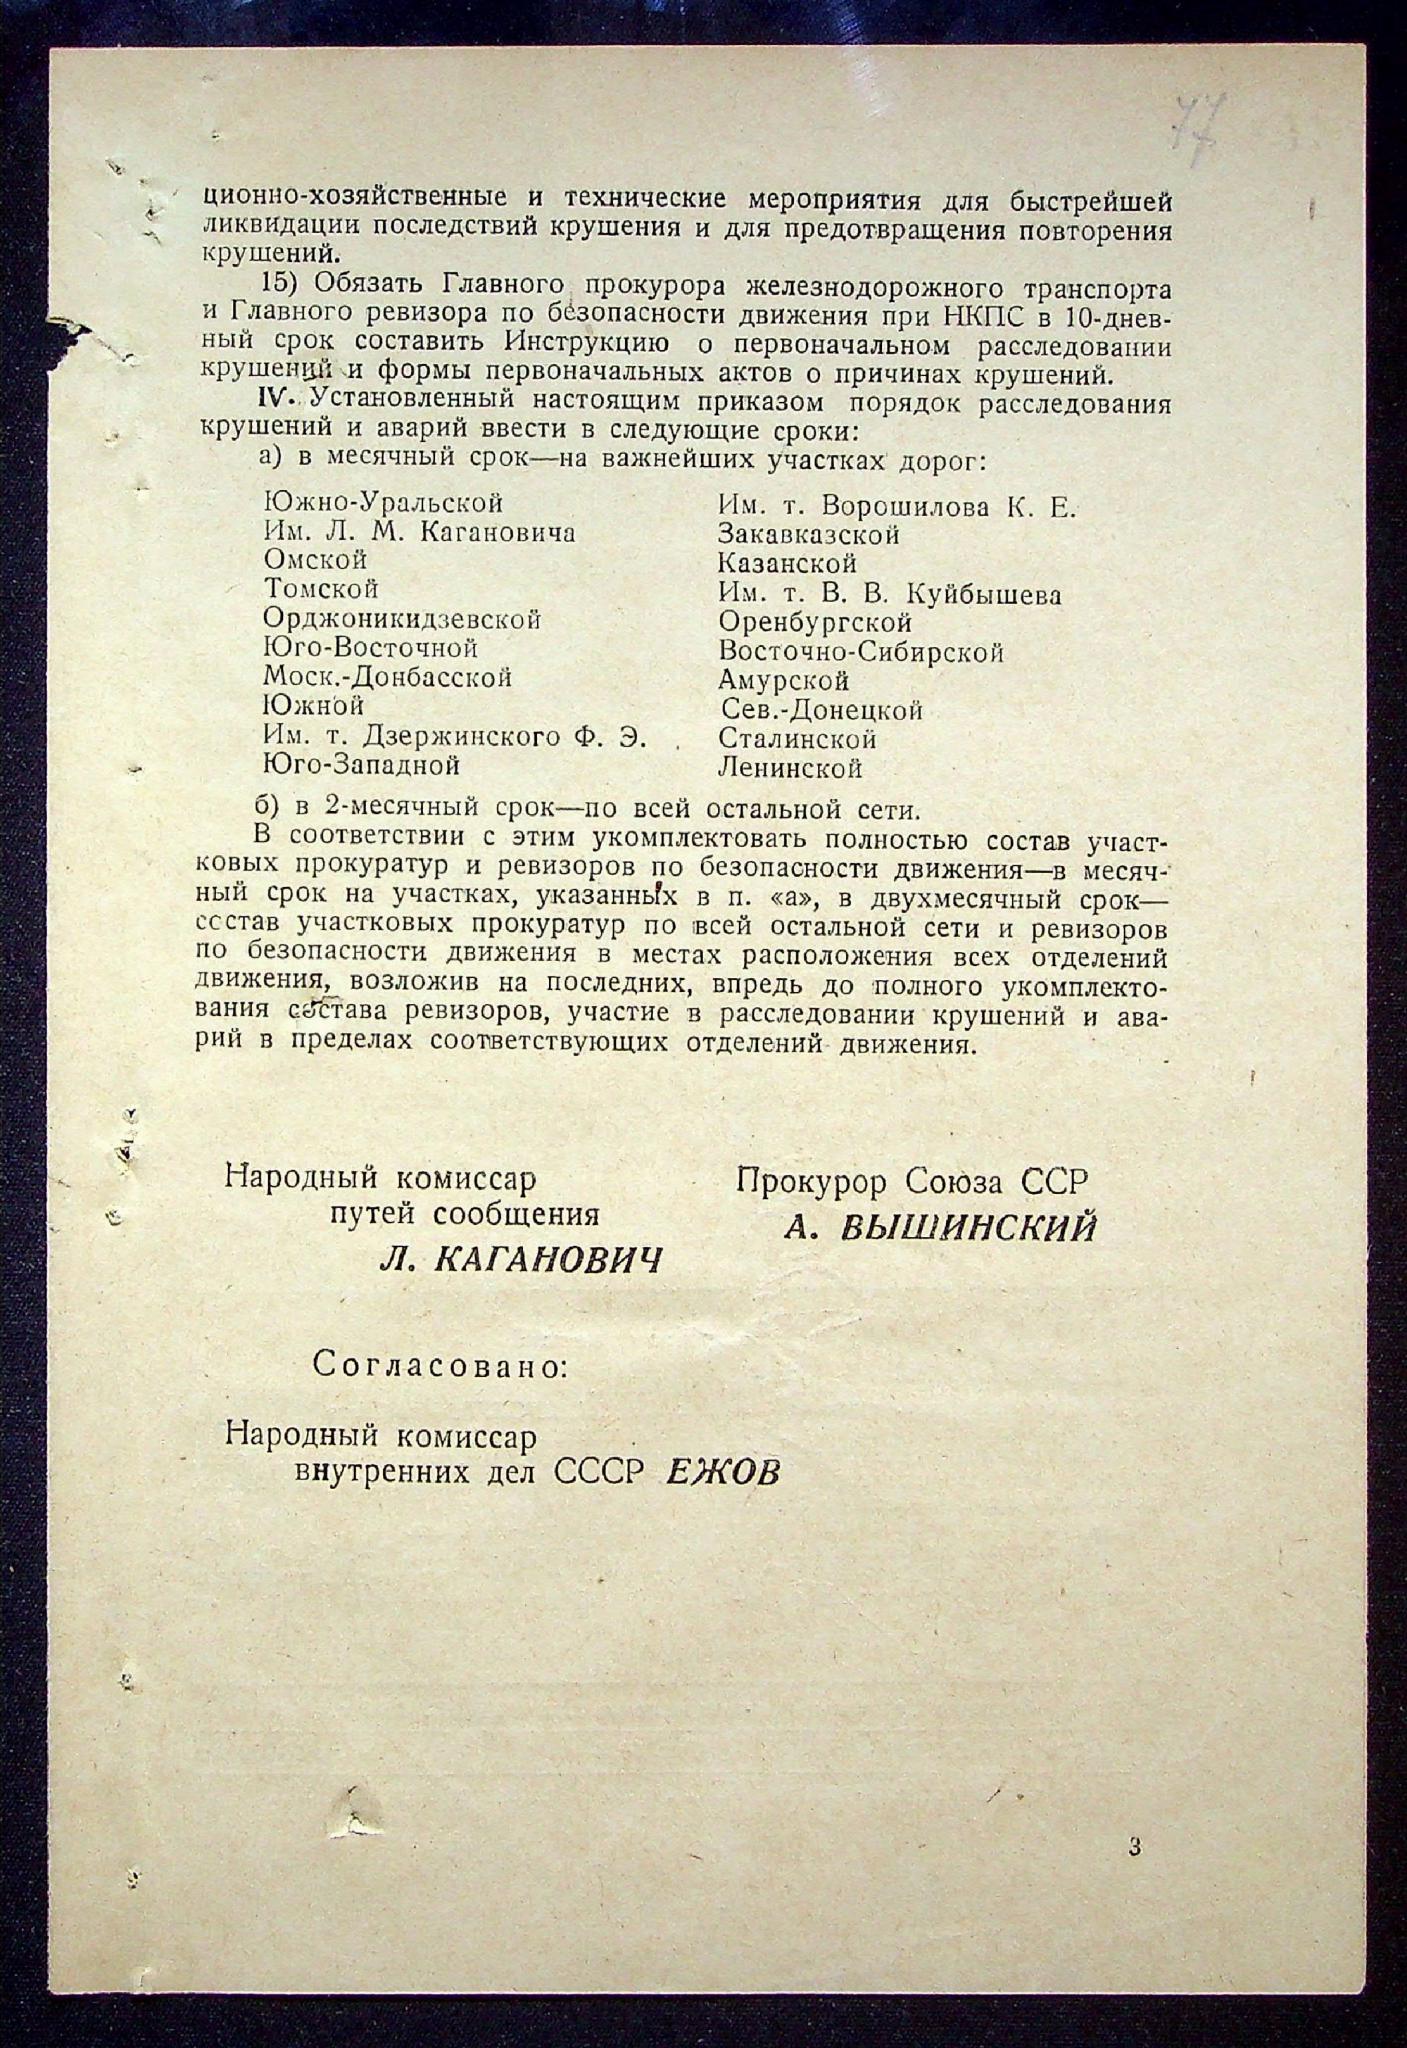 77
ционно-хозяйственные и технические мероприятия для быстрейшей
ликвидации последствий крушения и для предотвращения повторения
крушений.
15) Обязать Главного прокурора железнодорожного транспорта
и Главного ревизора по безопасности движения при НКПС в 10-днев-
ный срок составить Инструкцию о первоначальном расследовании
крушений и формы первоначальных актов о причинах крушений.
IV. Установленный настоящим приказом порядок расследования
крушений и аварий ввести в следующие сроки:
а) в месячный срок—на важнейших участках дорог:
Южно-Уральской
Им. Л. М. Кагановича
Омской
Томской
Орджоникидзевской
Юго-Восточной
Моск.-Донбасской
Южной
Им. т. Дзержинского Ф. Э.
Юго-Западной
Им. т. Ворошилова К. Е.
Закавказской
Казанской
Им. т. В. В. Куйбышева
Оренбургской
Восточно-Сибирской
Амурской
Сев.-Донецкой
Сталинской
Ленинской
б) в 2-месячный срок—по всей остальной сети.
В соответствии с этим укомплектовать полностью состав участ-
ковых прокуратур и ревизоров по безопасности движения—в месяч-
ный срок на участках, указанных в п. «а», в двухмесячный срок—
состав участковых прокуратур по всей остальной сети и ревизоров
по безопасности движения в местах расположения всех отделений
движения, возложив на последних, впредь до полного укомплекто-
вания состава ревизоров, участие в расследовании крушений и ава-
рий в пределах соответствующих отделений движения.
Народный комиссар
путей сообщения
Л. КАГАНОВИЧ
Прокурор Союза ССР
А. ВЫШИНСКИЙ
Согласовано:
Народный комиссар
внутренних дел СССР ЕЖОВ
3